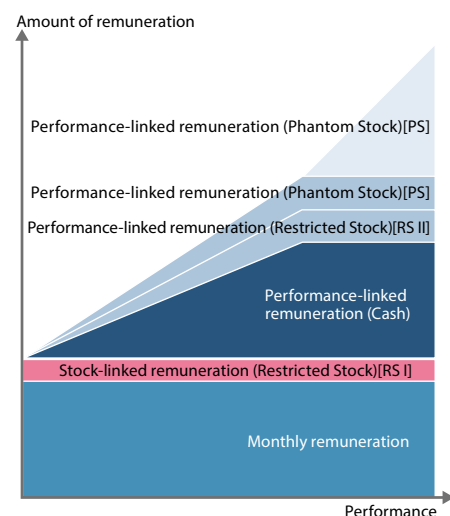 Amount of remuneration
Performance-linked remuneration (Phantom Stock)[PS]
Performance-linked remuneration (Phantom Stock)[PS]
Performance-linked remuneration (Restricted Stock)[RS II]
Performance-linked
remuneration (Cash)
Stock-linked remuneration (Restricted Stock)[RS I]
Monthly remuneration
Performance